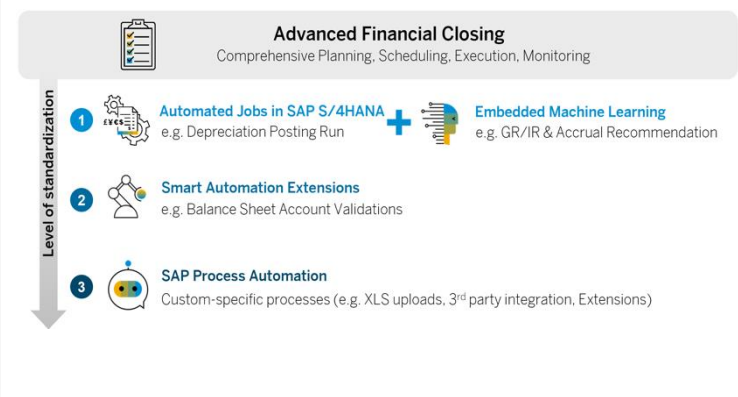 Advanced Financial Closing
Comprehensive Planning, Scheduling, Execution, Monitoring
Level of standardization
1
£¥€$
Automated Jobs in SAP S/4HANA
e.g. Depreciation Posting Run
+
Embedded Machine Learning
e.g. GR/IR & Accrual Recommendation
2
Smart Automation Extensions
e.g. Balance Sheet Account Validations
3
SAP Process Automation
Custom-specific processes (e.g. XLS uploads, 3rd party integration, Extensions)